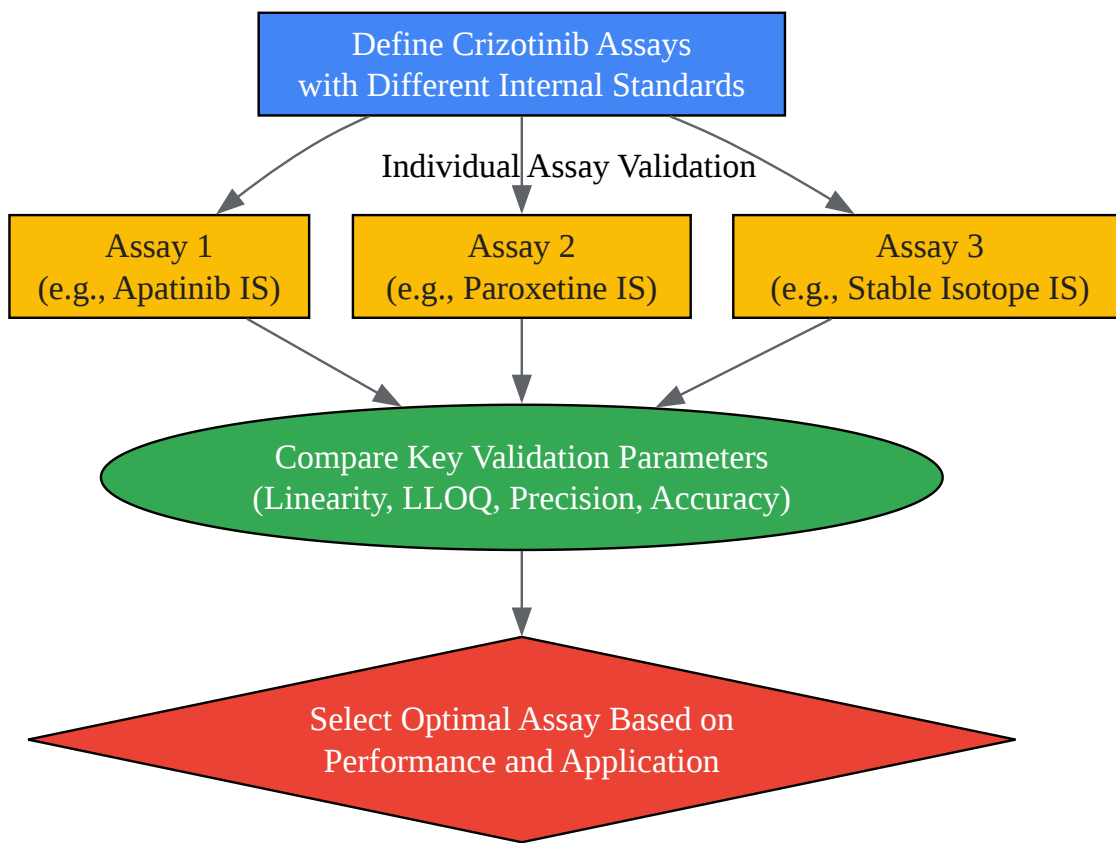 Define Crizotinib Assays
with Different Internal Standards
Individual Assay Validation
Assay 1
(e.g., Apatinib IS)
Assay 2
(e.g., Paroxetine IS)
Assay 3
(e.g., Stable Isotope IS)
Compare Key Validation Parameters
(Linearity, LLOQ, Precision, Accuracy)
Select Optimal Assay Based on
Performance and Application